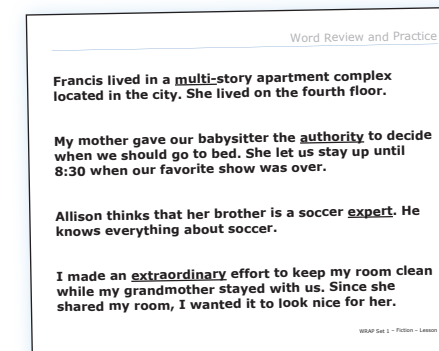 Word Review and Practice
Francis lived in a multi-story apartment complex
located in the city. She lived on the fourth floor.
My mother gave our babysitter the authority to decide
when we should go to bed. She let us stay up until
8:30 when our favorite show was over.
Allison thinks that her brother is a soccer expert. He
knows everything about soccer.
I made an extraordinary effort to keep my room clean
while my grandmother stayed with us. Since she
shared my room, I wanted it to look nice for her.
WRAP Set 1 – Fiction – Lesson